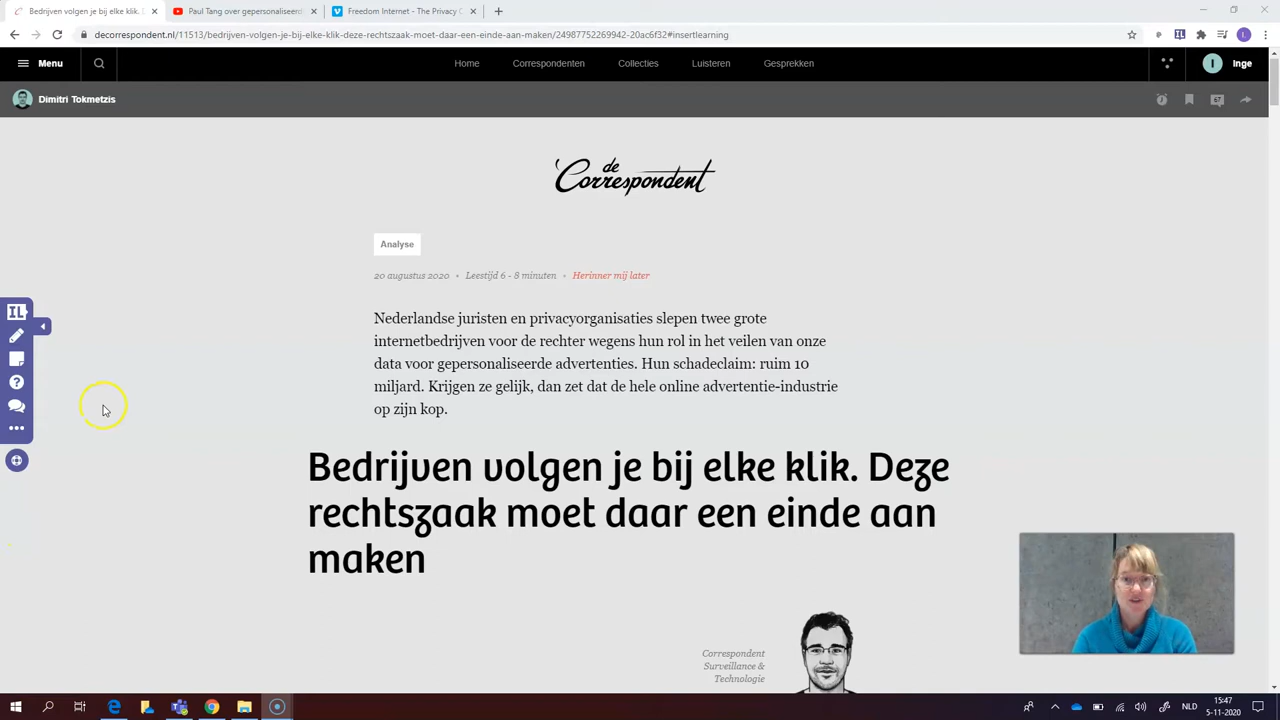 Bedrijven volgen je bij elke klik. D
Paul Tang over gepersonaliseerd
Freedom Internet - The Privacy C
decorrespondent.nl/11513/bedrijven-volgen-je-bij-elke-klik-deze-rechtszaak-moet-daar-een-einde-aan-maken/24987752269942-20ac6f32#insertlearning
Menu
Home
Correspondenten
Collecties
Luisteren
Gesprekken
I
Inge
Dimitri Tokmetzis
57
de
Correspondent
Analyse
20 augustus 2020 • Leestijd 6 - 8 minuten • Herinner mij later
Nederlandse juristen en privacyorganisaties slepen twee grote
internetbedrijven voor de rechter wegens hun rol in het veilen van onze
data voor gepersonaliseerde advertenties. Hun schadeclaim: ruim 10
miljard. Krijgen ze gelijk, dan zet dat de hele online advertentie-industrie
op zijn kop.
IL
Bedrijven volgen je bij elke klik. Deze
rechtszaak moet daar een einde aan
maken
Correspondent
Surveillance &
Technologie
15:47
5-11-2020